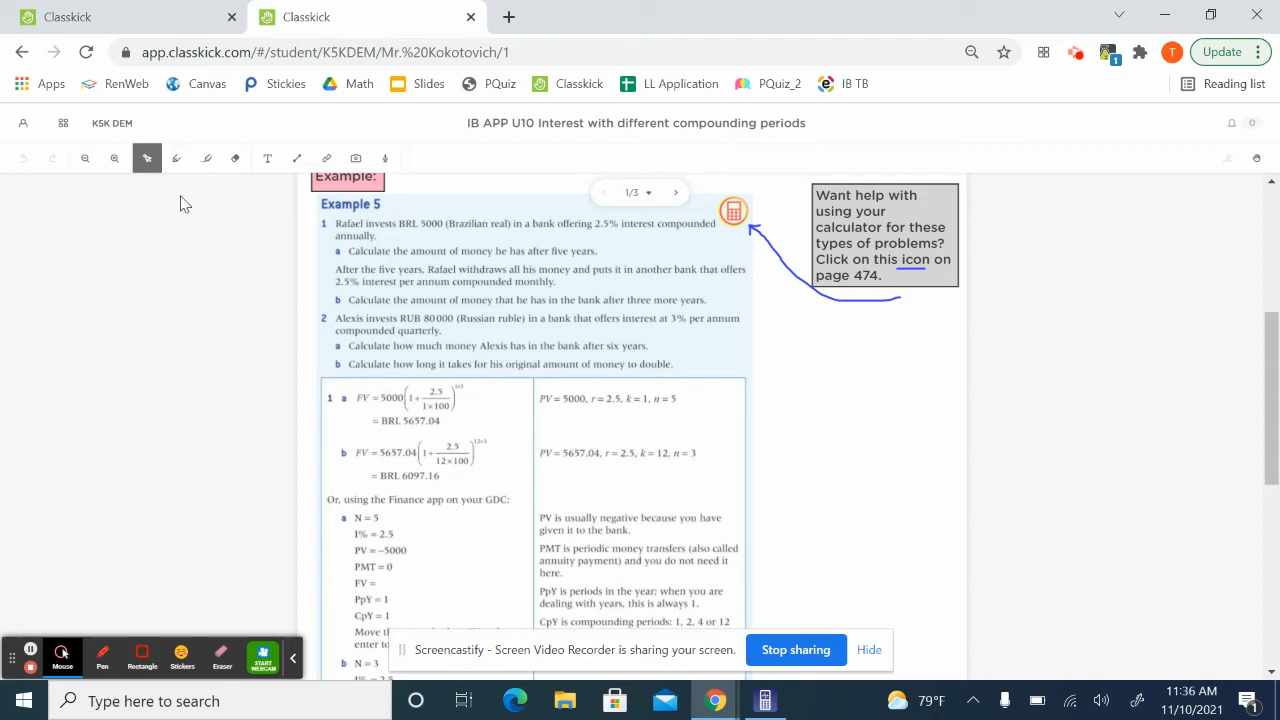 Classkick
Classkick
app.classkick.com/#/student/K5KDEM/Mr.%20Kokotovich/1
1
T
Update
Apps
RenWeb
Canvas
Stickies
Math
Slides
PQuiz
Classkick
LL Application
PQuiz_2
IB TB
Reading list
K5K DEM
IB APP U10 Interest with different compounding periods
0
T
Example:
1/3
Example 5
1 Rafael invests BRL 5000 (Brazilian real) in a bank offering 2.5% interest compounded
annually.
a Calculate the amount of money he has after five years.
After the five years, Rafael withdraws all his money and puts it in another bank that offers
2.5% interest per annum compounded monthly.
b Calculate the amount of money that he has in the bank after three more years.
2 Alexis invests RUB 80000 (Russian ruble) in a bank that offers interest at 3% per annum
compounded quarterly.
a Calculate how much money Alexis has in the bank after six years.
b Calculate how long it takes for his original amount of money to double.
Want help with
using your
calculator for these
types of problems?
Click on this icon on
page 474.
1 a FV = 5000(1 + 2.5/(1×100))^1×5
PV = 5000, r = 2.5, k = 1, n = 5
= BRL 5657.04
b FV = 5657.04(1 + 2.5/(12×100))^12×3
PV = 5657.04, r = 2.5, k = 12, n = 3
= BRL 6097.16
Or, using the Finance app on your GDC:
a N = 5
I% = 2.5
PV = –5000
PMT = 0
FV =
PpY = 1
CpY = 1
Move th
enter to
b N = 3
PV is usually negative because you have
given it to the bank.
PMT is periodic money transfers (also called
annuity payment) and you do not need it
here.
PpY is periods in the year; when you are
dealing with years, this is always 1.
CpY is compounding periods: 1, 2, 4 or 12
Mouse
Pen
Rectangle
Stickers
Eraser
START
WEBCAM
Screencastify - Screen Video Recorder is sharing your screen.
Stop sharing
Hide
Type here to search
79°F
11:36 AM
11/10/2021
1